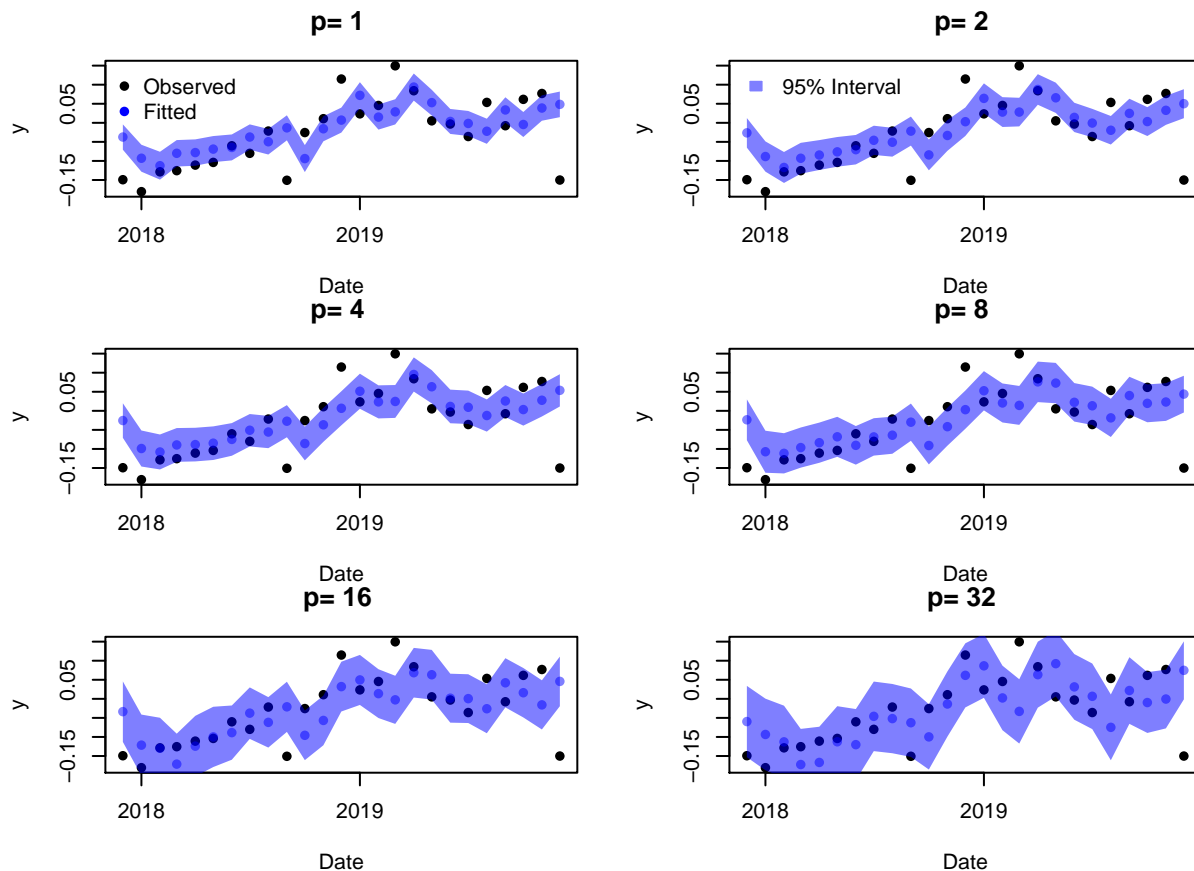 p= 1
y
0.05
−0.15
Observed
Fitted
2018
2019
Date
p= 2
y
0.05
−0.15
95% Interval
2018
2019
Date
p= 4
y
0.05
−0.15
2018
2019
Date
p= 8
y
0.05
−0.15
2018
2019
Date
p= 16
y
0.05
−0.15
2018
2019
Date
p= 32
y
0.05
−0.15
2018
2019
Date